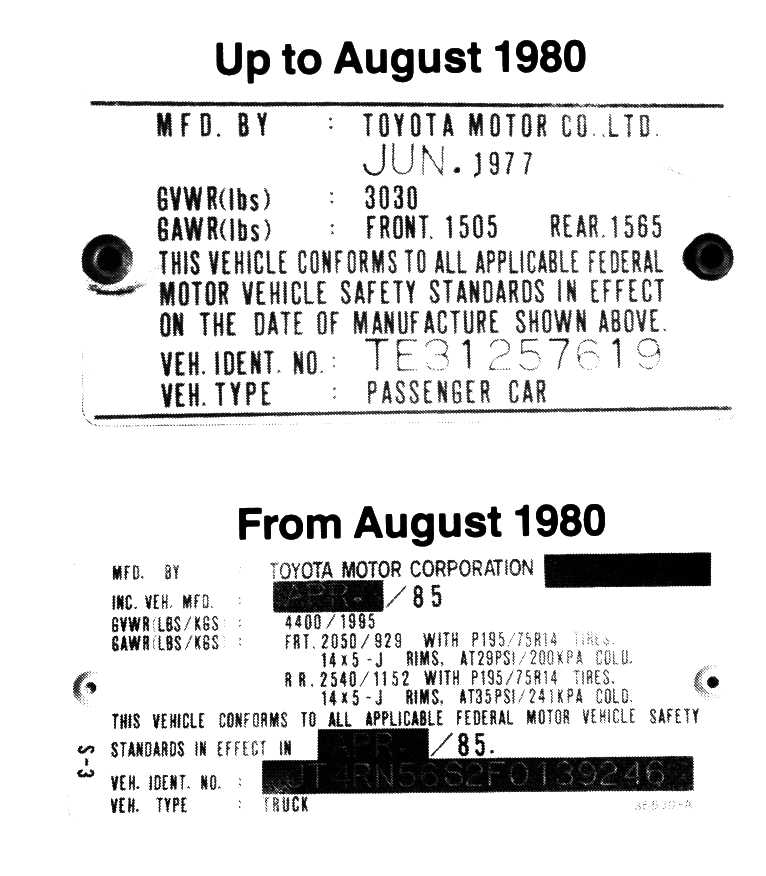 Up to August 1980
MFD. BY : TOYOTA MOTOR CO.,LTD.
JUN. 1977
GVWR(lbs) : 3030
GAWR(lbs) : FRONT. 1505 REAR. 1565
THIS VEHICLE CONFORMS TO ALL APPLICABLE FEDERAL
MOTOR VEHICLE SAFETY STANDARDS IN EFFECT
ON THE DATE OF MANUFACTURE SHOWN ABOVE.
VEH. IDENT. NO. : TE31257619
VEH. TYPE : PASSENGER CAR
From August 1980
MFD. BY : TOYOTA MOTOR CORPORATION
INC. VEH. MFD. : APR. /85
GVWR(LBS/KGS) : 4400/1995
GAWR(LBS/KGS) : FRT. 2050/929 WITH P195/75R14 TIRES.
14x5-J RIMS, AT29PSI/200KPA COLD.
RR. 2540/1152 WITH P195/75R14 TIRES.
14x5-J RIMS, AT35PSI/241KPA COLD.
THIS VEHICLE CONFORMS TO ALL APPLICABLE FEDERAL MOTOR VEHICLE SAFETY
STANDARDS IN EFFECT IN APR. /85.
S-3
VEH. IDENT. NO. : JT4RN56S2F0139246
VEH. TYPE : TRUCK